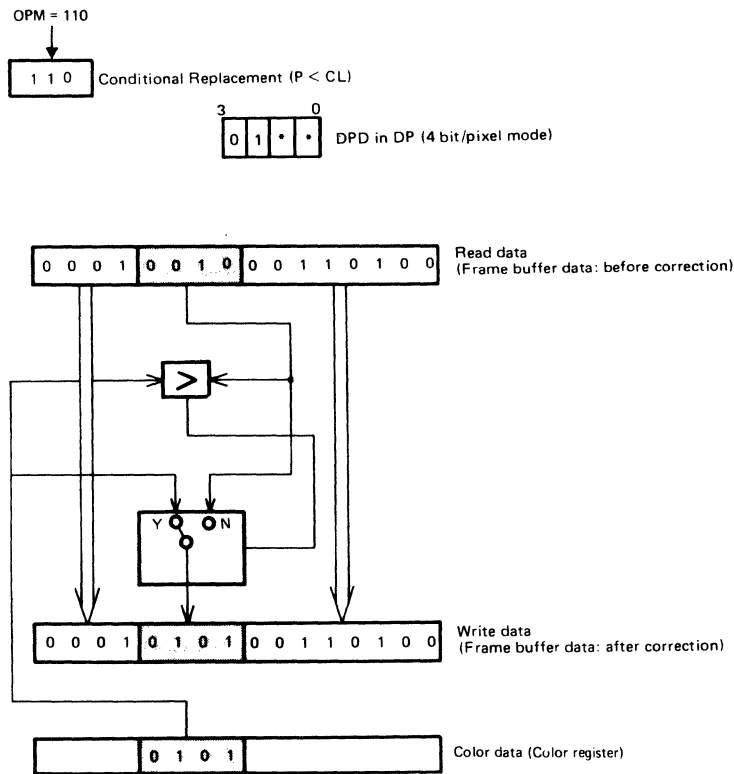 OPM = 110
1 1 0 Conditional Replacement (P < CL)
3 0
0 1 * * DPD in DP (4 bit/pixel mode)
0 0 0 1 0 0 1 0 0 0 1 1 0 1 0 0 Read data
(Frame buffer data: before correction)
>
Y N
0 0 0 1 0 1 0 1 0 0 1 1 0 1 0 0 Write data
(Frame buffer data: after correction)
0 1 0 1 Color data (Color register)